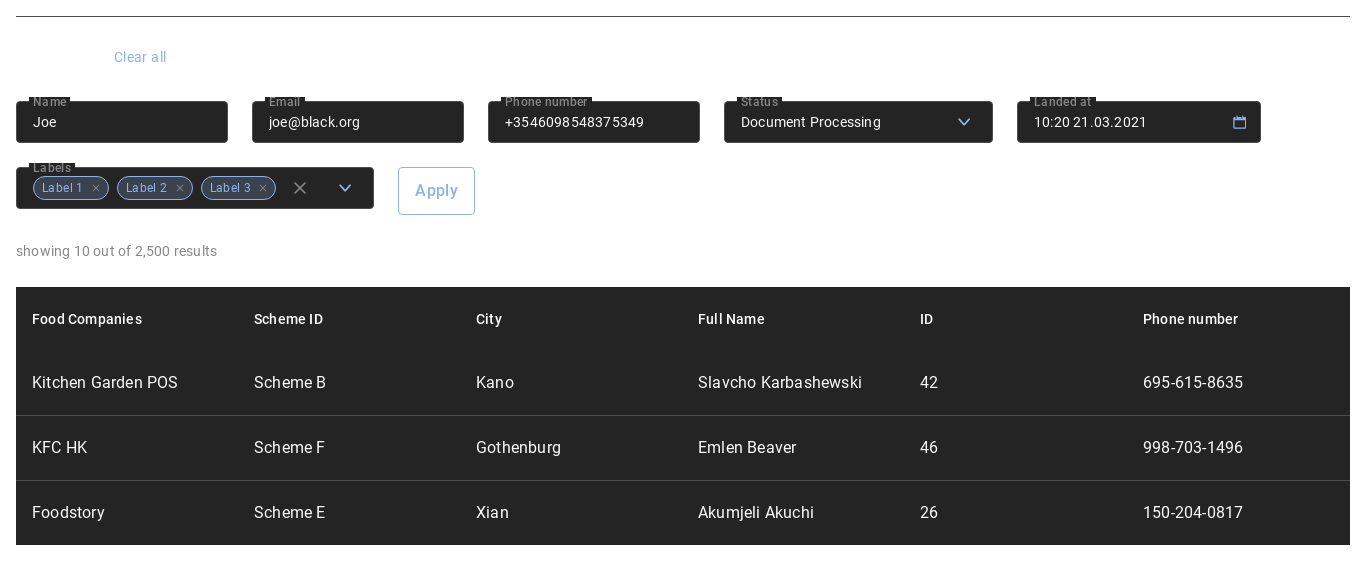 Clear all
Name Email Phone number Status Landed at
Joe joe@black.org +3546098548375349 Document Processing 10:20 21.03.2021
Labels
Label 1 Label 2 Label 3 Apply
showing 10 out of 2,500 results
Food Companies Scheme ID City Full Name ID Phone number
Kitchen Garden POS Scheme B Kano Slavcho Karbashewski 42 695-615-8635
KFC HK Scheme F Gothenburg Emlen Beaver 46 998-703-1496
Foodstory Scheme E Xian Akumjeli Akuchi 26 150-204-0817